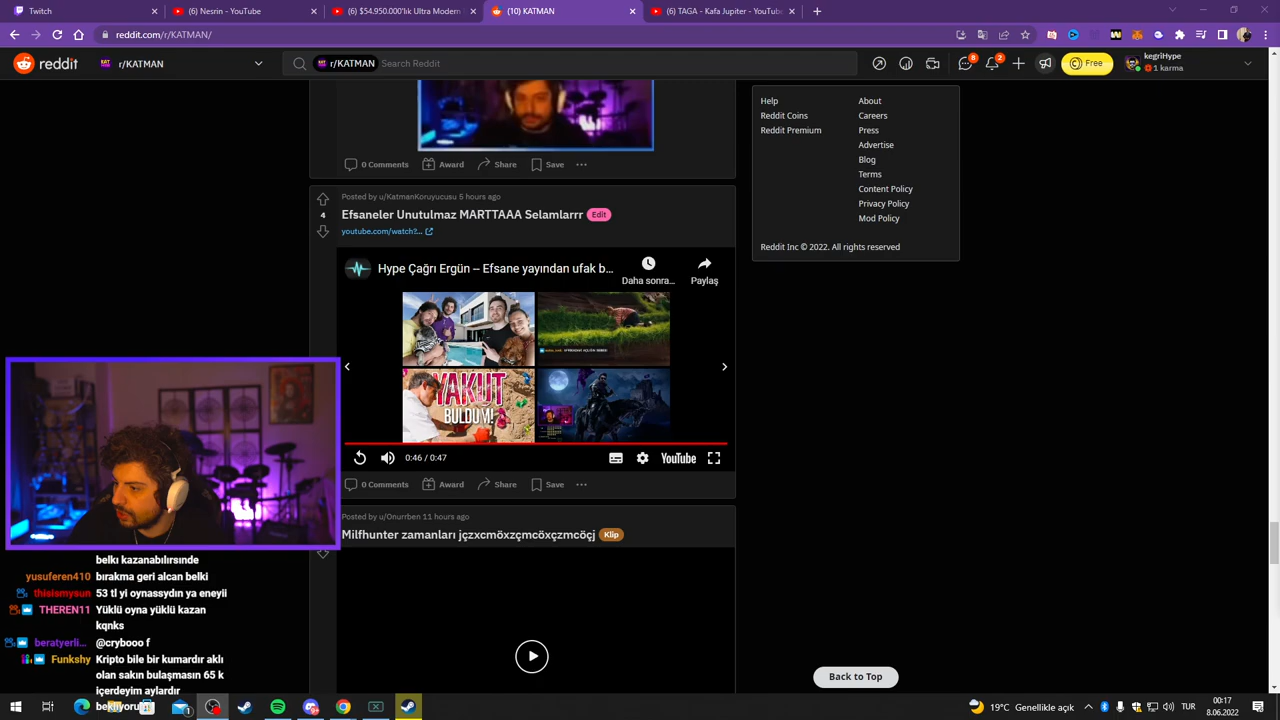 Twitch
(6) Nesrin - YouTube
(6) $54.950.000'lık Ultra Modern
(10) KATMAN
(6) TAGA - Kafa Jupiter - YouTube
reddit.com/r/KATMAN/
reddit
r/KATMAN
r/KATMAN
Search Reddit
8
2
Free
kegriHype
1 karma
Help
About
Reddit Coins
Careers
Reddit Premium
Press
Advertise
Blog
Terms
Content Policy
Privacy Policy
Mod Policy
Reddit Inc © 2022. All rights reserved
0 Comments
Award
Share
Save
Posted by u/KatmanKoruyucusu 5 hours ago
4
Efsaneler Unutulmaz MARTTAAA Selamlarrr
Edit
youtube.com/watch?...
Hype Çağrı Ergün – Efsane yayından ufak b...
Daha sonra...
Paylaş
YAKUT
BULDUM!
0:46 / 0:47
YouTube
0 Comments
Award
Share
Save
Posted by u/Onurrben 11 hours ago
Milfhunter zamanları jçzxcmöxzçmcöxçzmcöçj
Klip
belki kazanabilirsinde
yusuferen410 bırakma geri alcan belki
thisismysun 53 tl yi oynassydın ya eneyii
THEREN11 Yüklü oyna yüklü kazan
kqnks
beratyerli... @crybooo f
Funkshy Kripto bile bir kumardır aklı
olan sakın bulaşmasın 65 k
içerdeyim aylardır
Back to Top
1
19°C Genellikle açık
TUR
00:17
8.06.2022